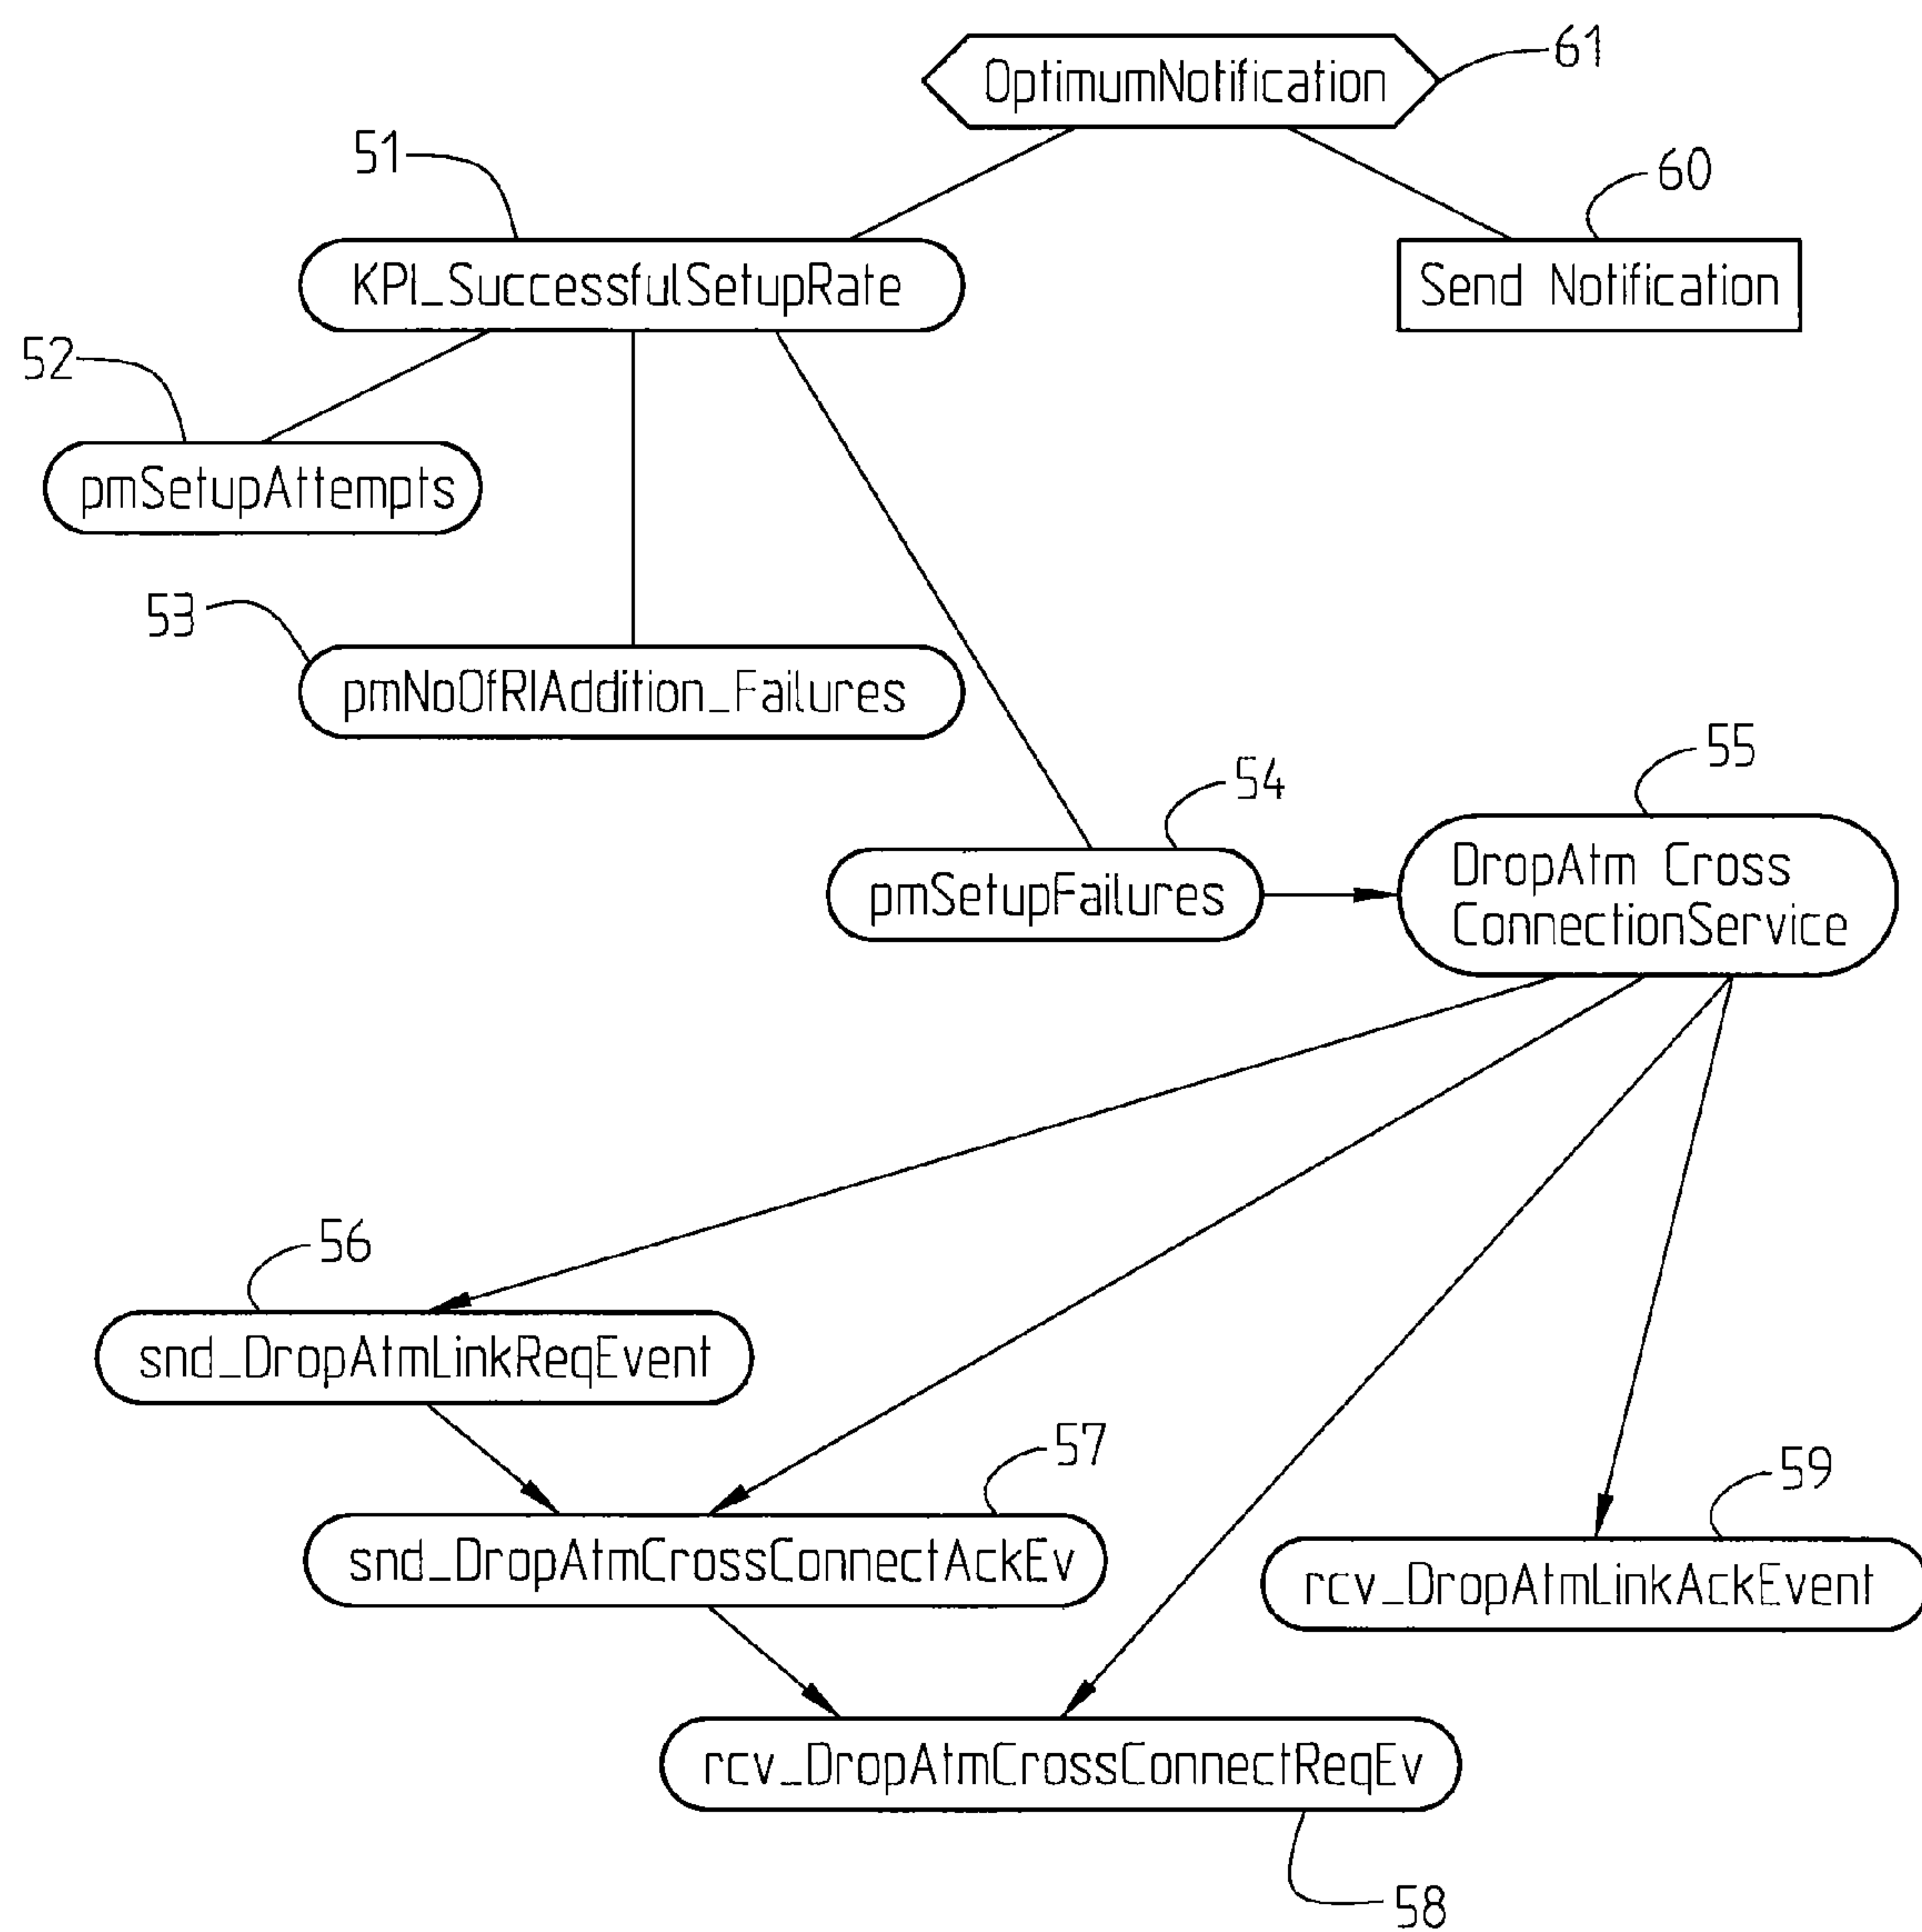 OptimumNotification
61
51
60
KPI_SuccessfulSetupRate
Send Notification
52
pmSetupAttempts
53
pmNoOfRlAddition_Failures
55
54
DropAtm Cross
ConnectionService
pmSetupFailures
56
snd_DropAtmLinkReqEvent
57
59
snd_DropAtmCrossConnectAckEv
rcv_DropAtmLinkAckEvent
rcv_DropAtmCrossConnectReqEv
58